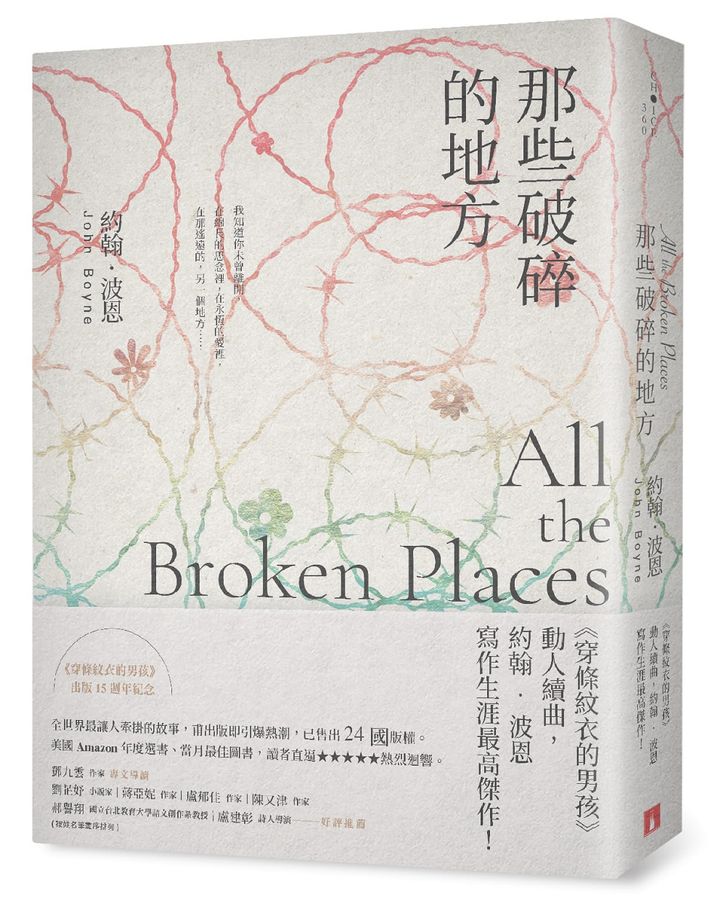 那些破碎
的地方
我知道你未曾離開,
在綿長的思念裡,在永恆的愛裡,
在那遙遠的,另一個地方……
約翰.波恩
John Boyne
All
the
Broken Places
《穿條紋衣的男孩》
動人續曲,
約翰.波恩
寫作生涯最高傑作!
《穿條紋衣的男孩》
出版15週年紀念
全世界最讓人牽掛的故事,甫出版即引爆熱潮,已售出24國版權。
美國Amazon年度選書、當月最佳圖書,讀者直逼★★★★★熱烈迴響。
鄧九雲 作家 專文導讀
劉芷妤 小說家|蔣亞妮 作家|盧郁佳 作家|陳又津 作家
郝譽翔 國立台北教育大學語文創作系教授|盧建彰 詩人導演——好評推薦
(按姓名筆畫序排列)
CHOICE
360
All the Broken Places
那些破碎的地方
約翰.波恩
John Boyne
《穿條紋衣的男孩》
動人續曲,約翰.波恩
寫作生涯最高傑作!